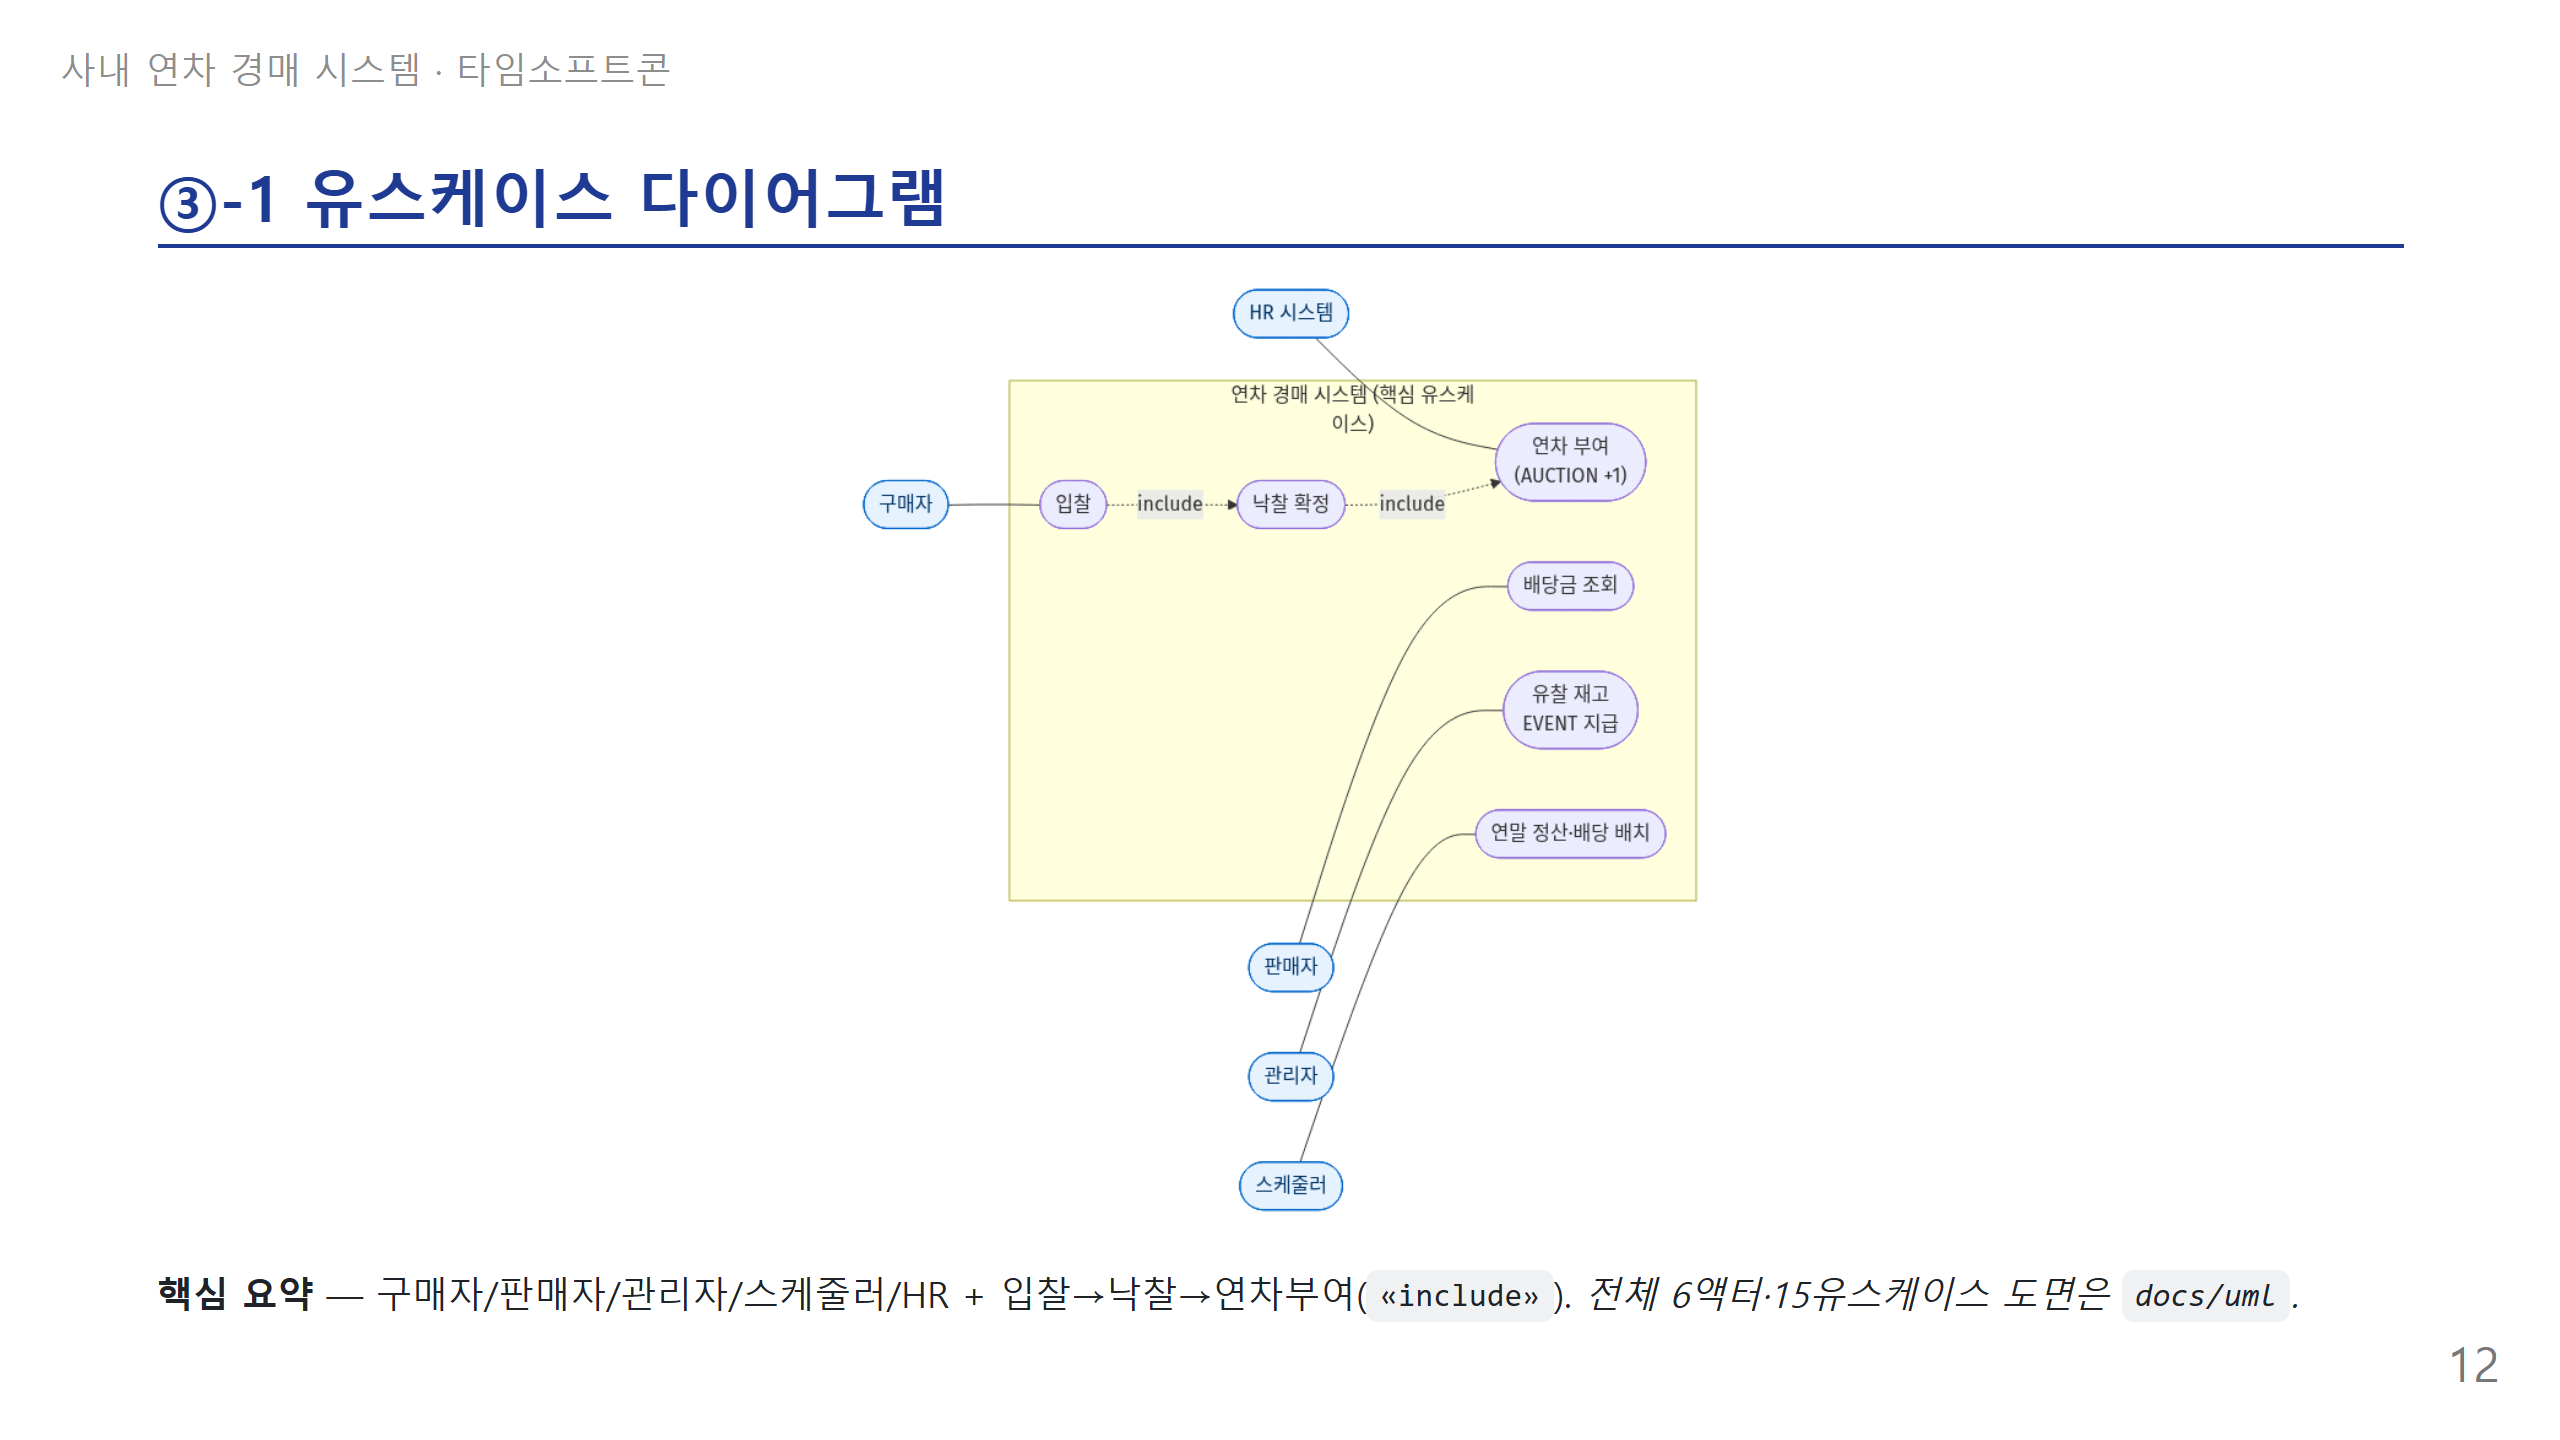 사내 연차 경매 시스템 · 타임소프트콘
③-1 유스케이스 다이어그램
HR 시스템
연차 경매 시스템 (핵심 유스케
이스)
연차 부여
(AUCTION +1)
구매자
입찰
include
낙찰 확정
include
배당금 조회
유찰 재고
EVENT 지급
연말 정산·배당 배치
판매자
관리자
스케줄러
핵심 요약 — 구매자/판매자/관리자/스케줄러/HR + 입찰→낙찰→연차부여( «include» ). 전체 6액터·15유스케이스 도면은 docs/uml .
12